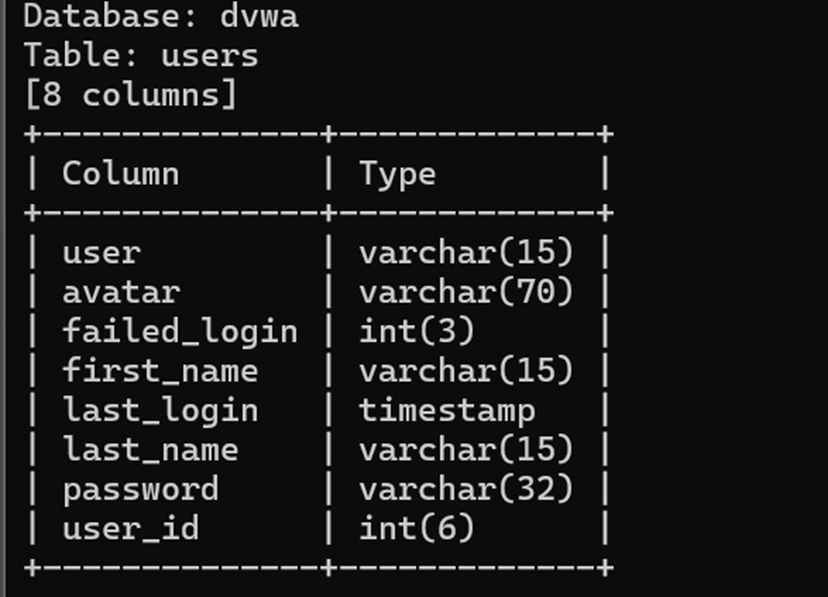 Database: dvwa
Table: users
[8 columns]
+--------------+-------------+
| Column       | Type        |
+--------------+-------------+
| user         | varchar(15) |
| avatar       | varchar(70) |
| failed_login | int(3)      |
| first_name   | varchar(15) |
| last_login   | timestamp   |
| last_name    | varchar(15) |
| password     | varchar(32) |
| user_id      | int(6)      |
+--------------+-------------+